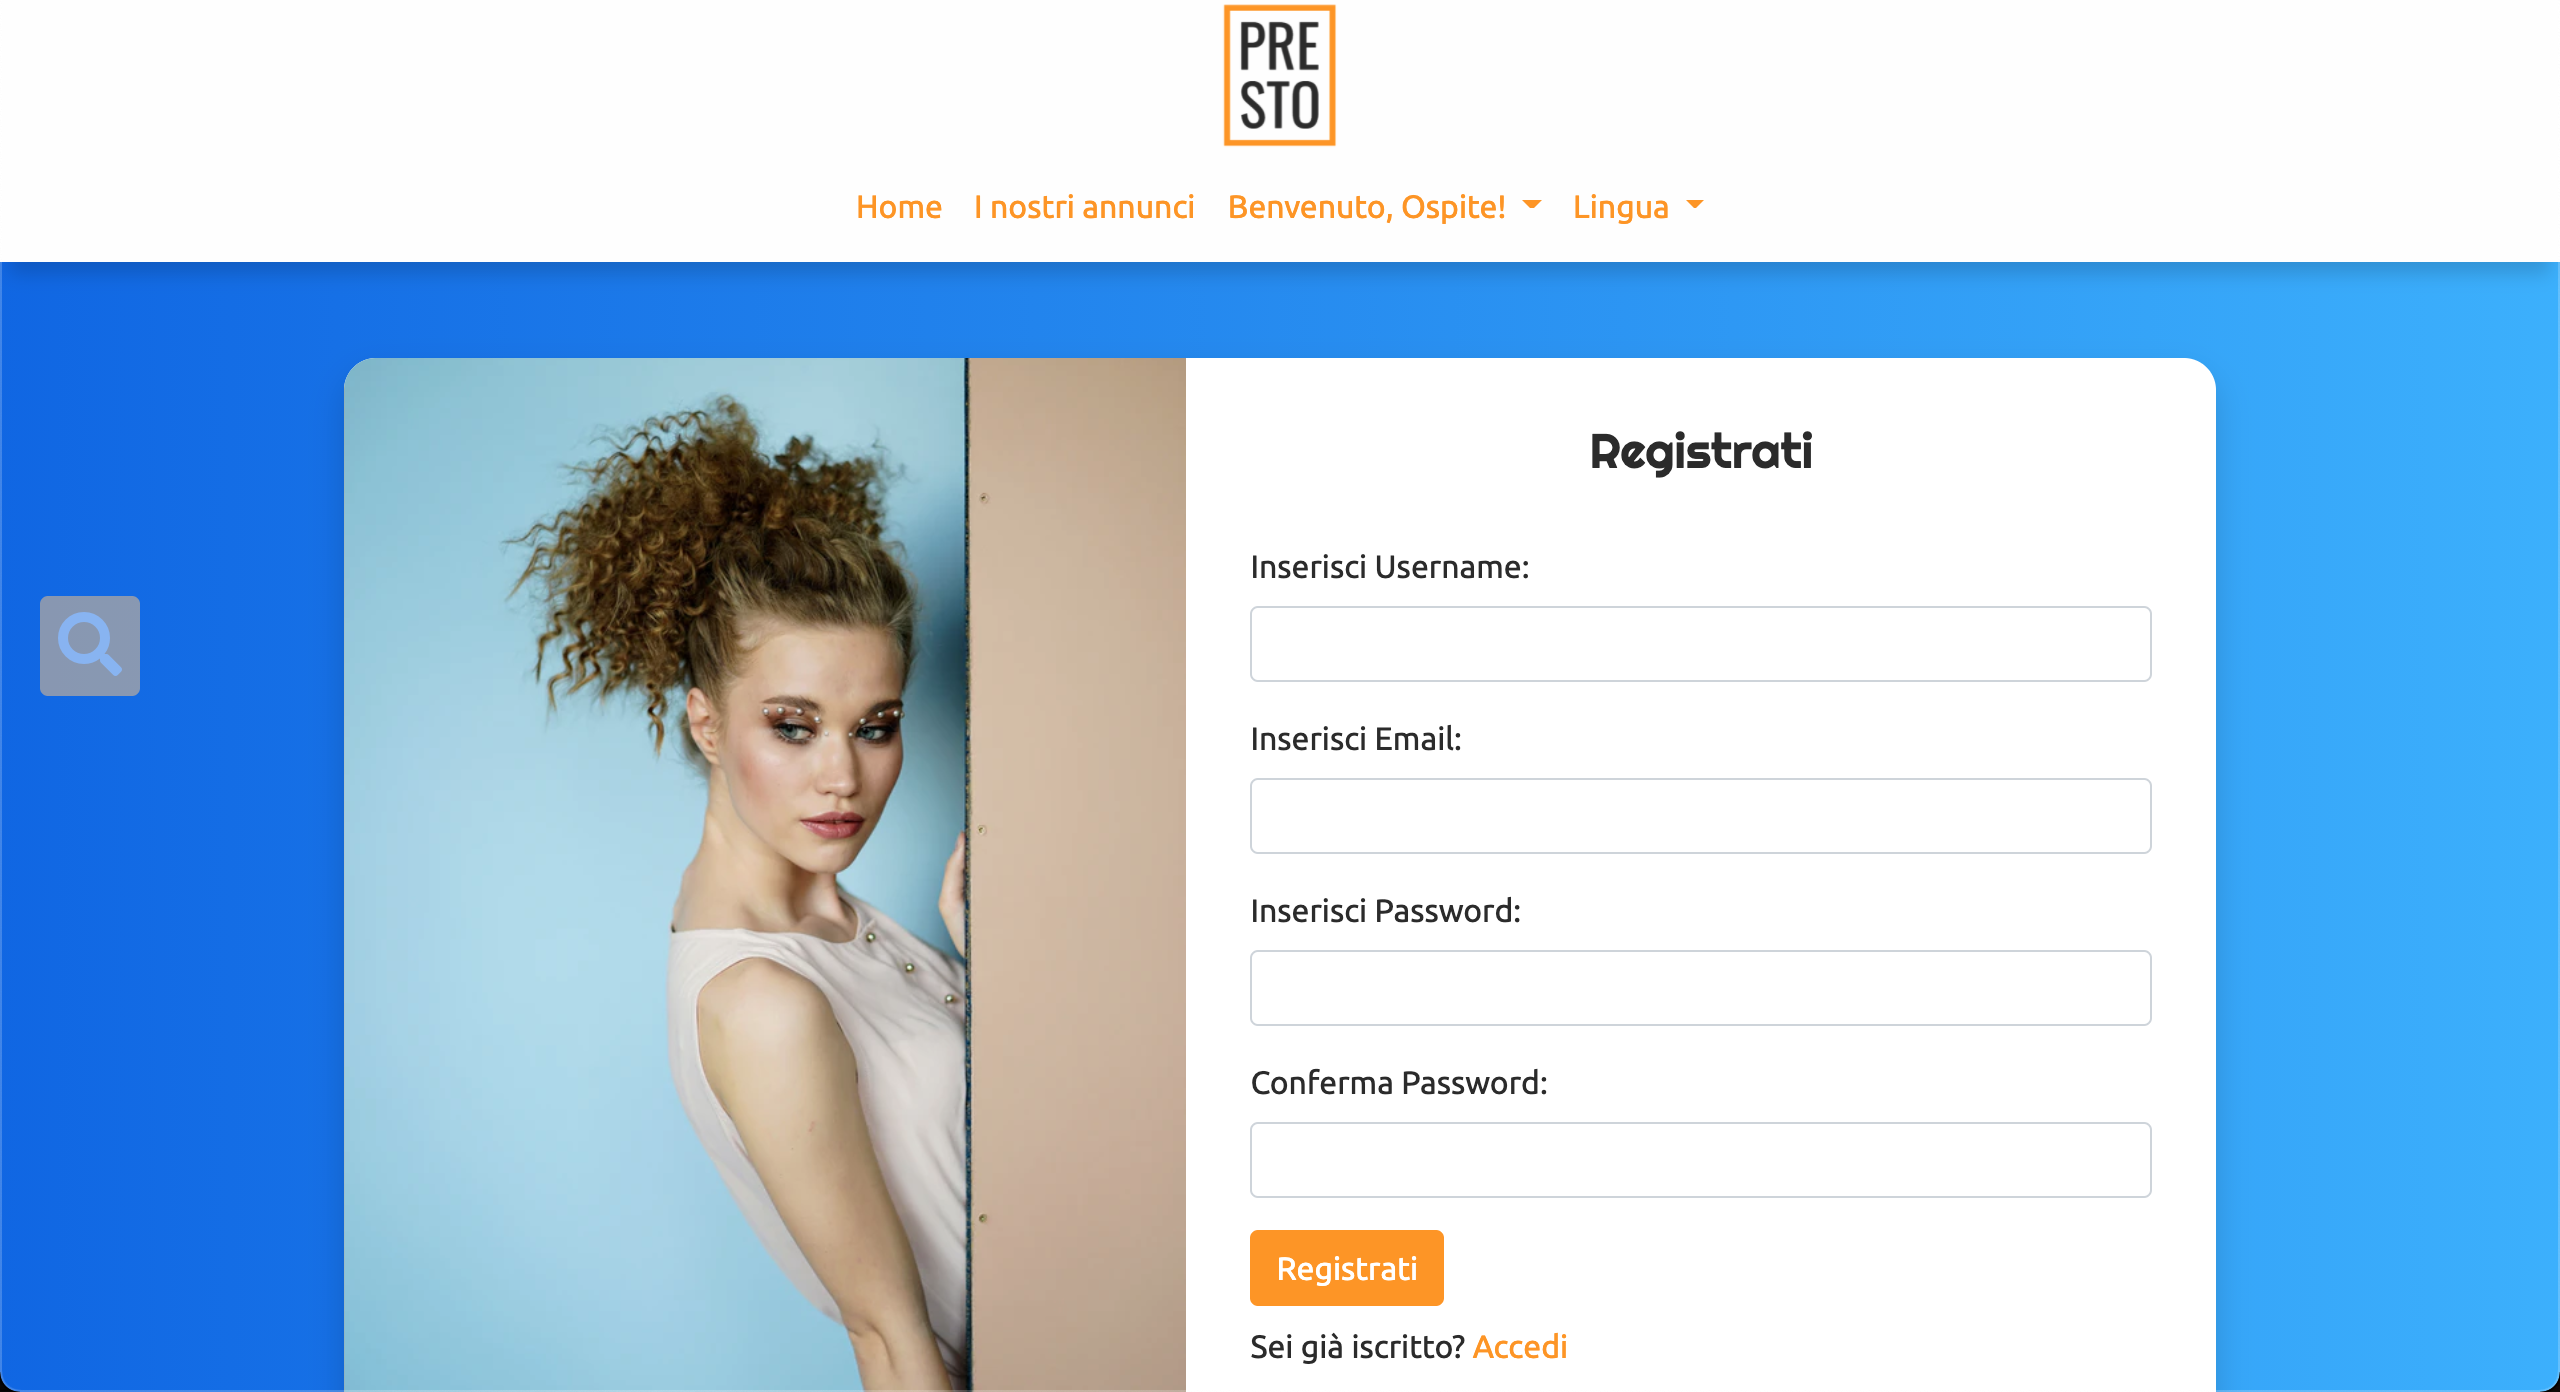 PRE
STO
Home I nostri annunci Benvenuto, Ospite! Lingua
Registrati
Inserisci Username:
Inserisci Email:
Inserisci Password:
Conferma Password:
Registrati
Sei già iscritto? Accedi